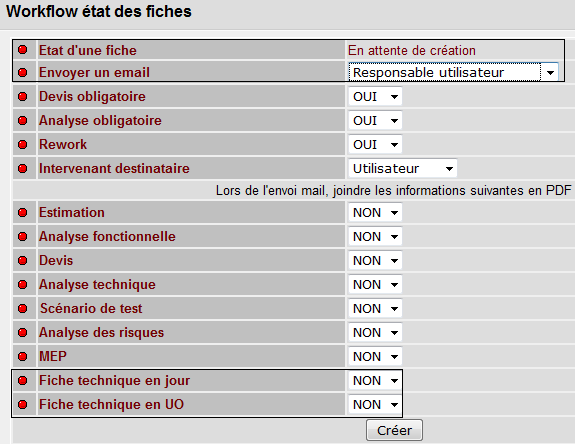 Workflow état des fiches
Etat d'une fiche En attente de création
Envoyer un email Responsable utilisateur
Devis obligatoire OUI
Analyse obligatoire OUI
Rework OUI
Intervenant destinataire Utilisateur
Lors de l'envoi mail, joindre les informations suivantes en PDF
Estimation NON
Analyse fonctionnelle NON
Devis NON
Analyse technique NON
Scénario de test NON
Analyse des risques NON
MEP NON
Fiche technique en jour NON
Fiche technique en UO NON
Créer